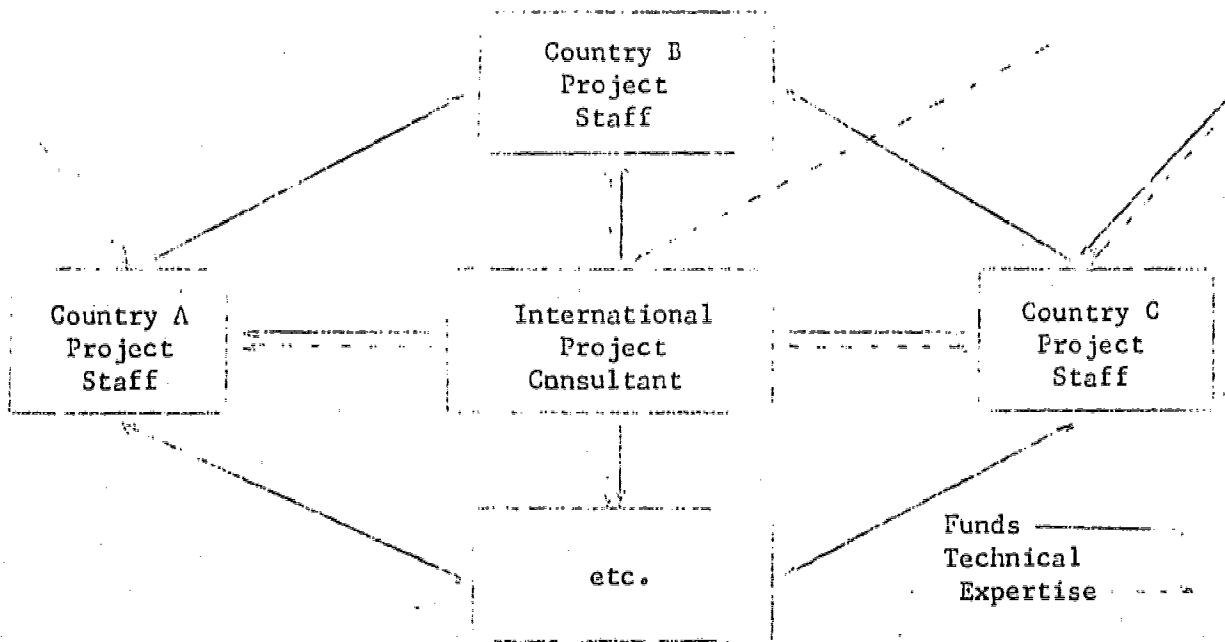 Country B
Project
Staff
Country A
Project
Staff
International
Project
Consultant
Country C
Project
Staff
etc.
Funds
Technical
Expertise